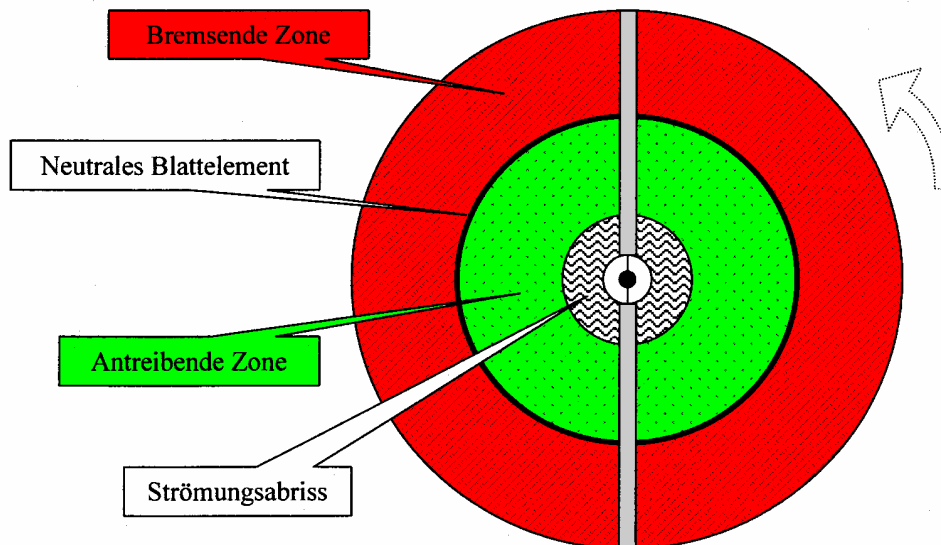 Bremsende Zone
Neutrales Blattelement
Antreibende Zone
Strömungsabriss